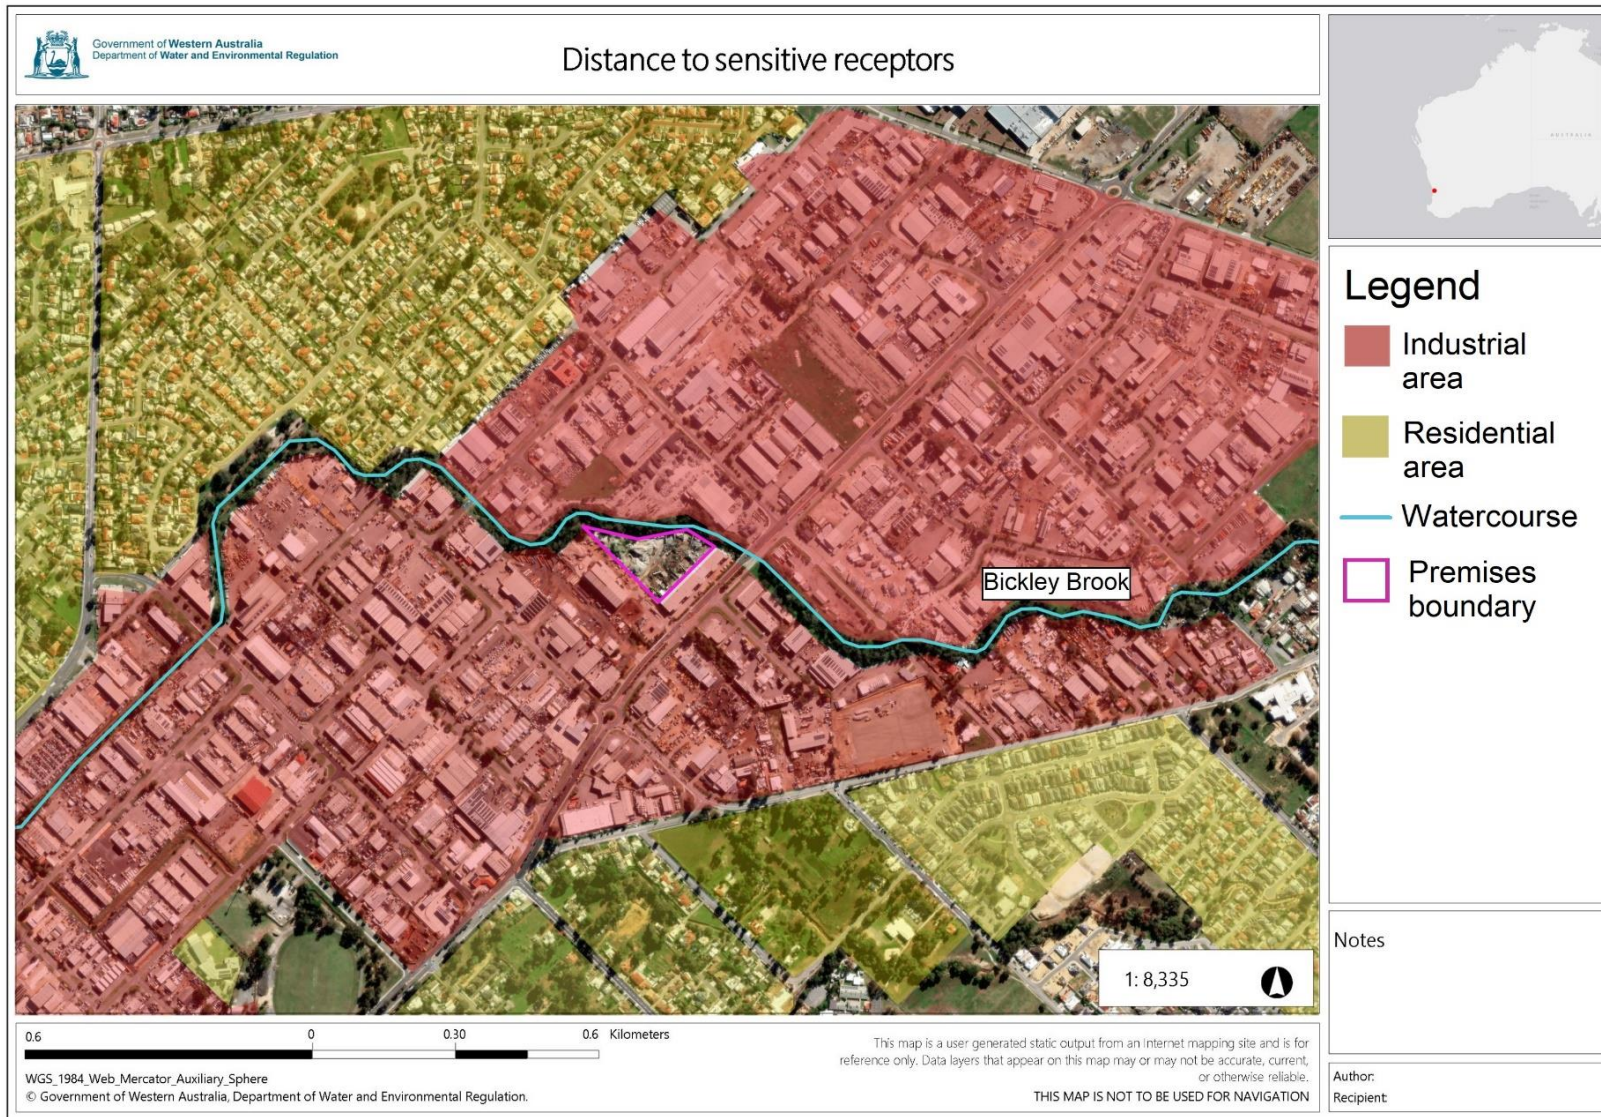 Government of Western Australia
Department of Water and Environmental Regulation
Distance to sensitive receptors
AUSTRALIA
Legend
Industrial
area
Residential
area
Watercourse
Premises
boundary
Bickley Brook
1: 8,335
Notes
0.6 0 0.30 0.6 Kilometers
WGS_1984_Web_Mercator_Auxiliary_Sphere
© Government of Western Australia, Department of Water and Environmental Regulation.
This map is a user generated static output from an Internet mapping site and is for
reference only. Data layers that appear on this map may or may not be accurate, current,
or otherwise reliable.
THIS MAP IS NOT TO BE USED FOR NAVIGATION
Author:
Recipient: